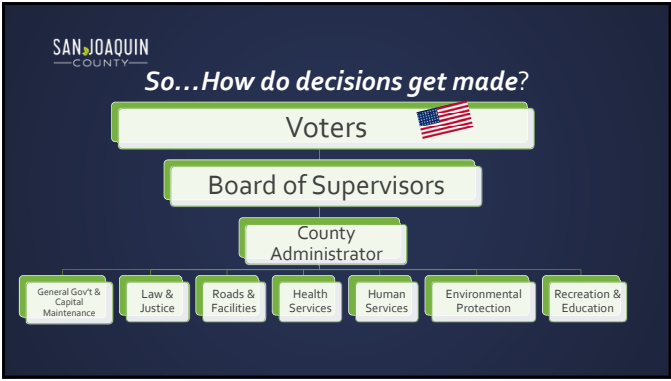 SAN JOAQUIN
COUNTY
So...How do decisions get made?
Voters
Board of Supervisors
County
Administrator
General Gov't &
Capital
Maintenance
Law &
Justice
Roads &
Facilities
Health
Services
Human
Services
Environmental
Protection
Recreation &
Education